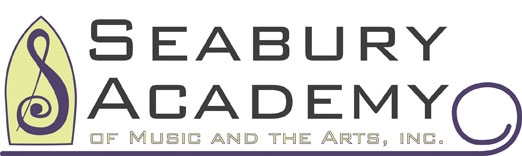 SEABURY
ACADEMY
OF MUSIC AND THE ARTS, INC.